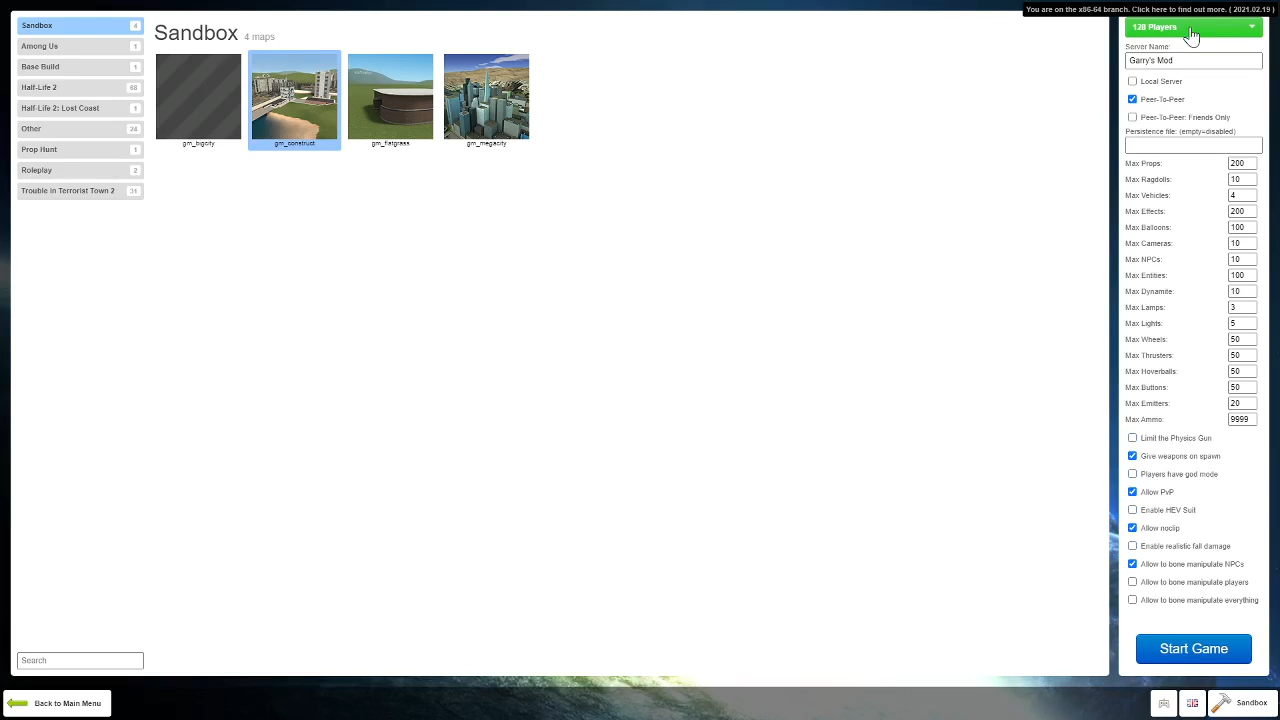 You are on the x86-64 branch. Click here to find out more. ( 2021.02.19 )
Sandbox 4
Among Us 1
Base Build 1
Half-Life 2 68
Half-Life 2: Lost Coast 1
Other 24
Prop Hunt 1
Roleplay 2
Trouble in Terrorist Town 2 31
Search
Sandbox 4 maps
gm_bigcity
gm_construct
gm_flatgrass
gm_megacity
128 Players
Server Name:
Garry's Mod
Local Server
Peer-To-Peer
Peer-To-Peer: Friends Only
Persistence file: (empty=disabled)
Max Props: 200
Max Ragdolls: 10
Max Vehicles: 4
Max Effects: 200
Max Balloons: 100
Max Cameras: 10
Max NPCs: 10
Max Entities: 100
Max Dynamite: 10
Max Lamps: 3
Max Lights: 5
Max Wheels: 50
Max Thrusters: 50
Max Hoverballs: 50
Max Buttons: 50
Max Emitters: 20
Max Ammo: 9999
Limit the Physics Gun
Give weapons on spawn
Players have god mode
Allow PvP
Enable HEV Suit
Allow noclip
Enable realistic fall damage
Allow to bone manipulate NPCs
Allow to bone manipulate players
Allow to bone manipulate everything
Start Game
Back to Main Menu
Sandbox